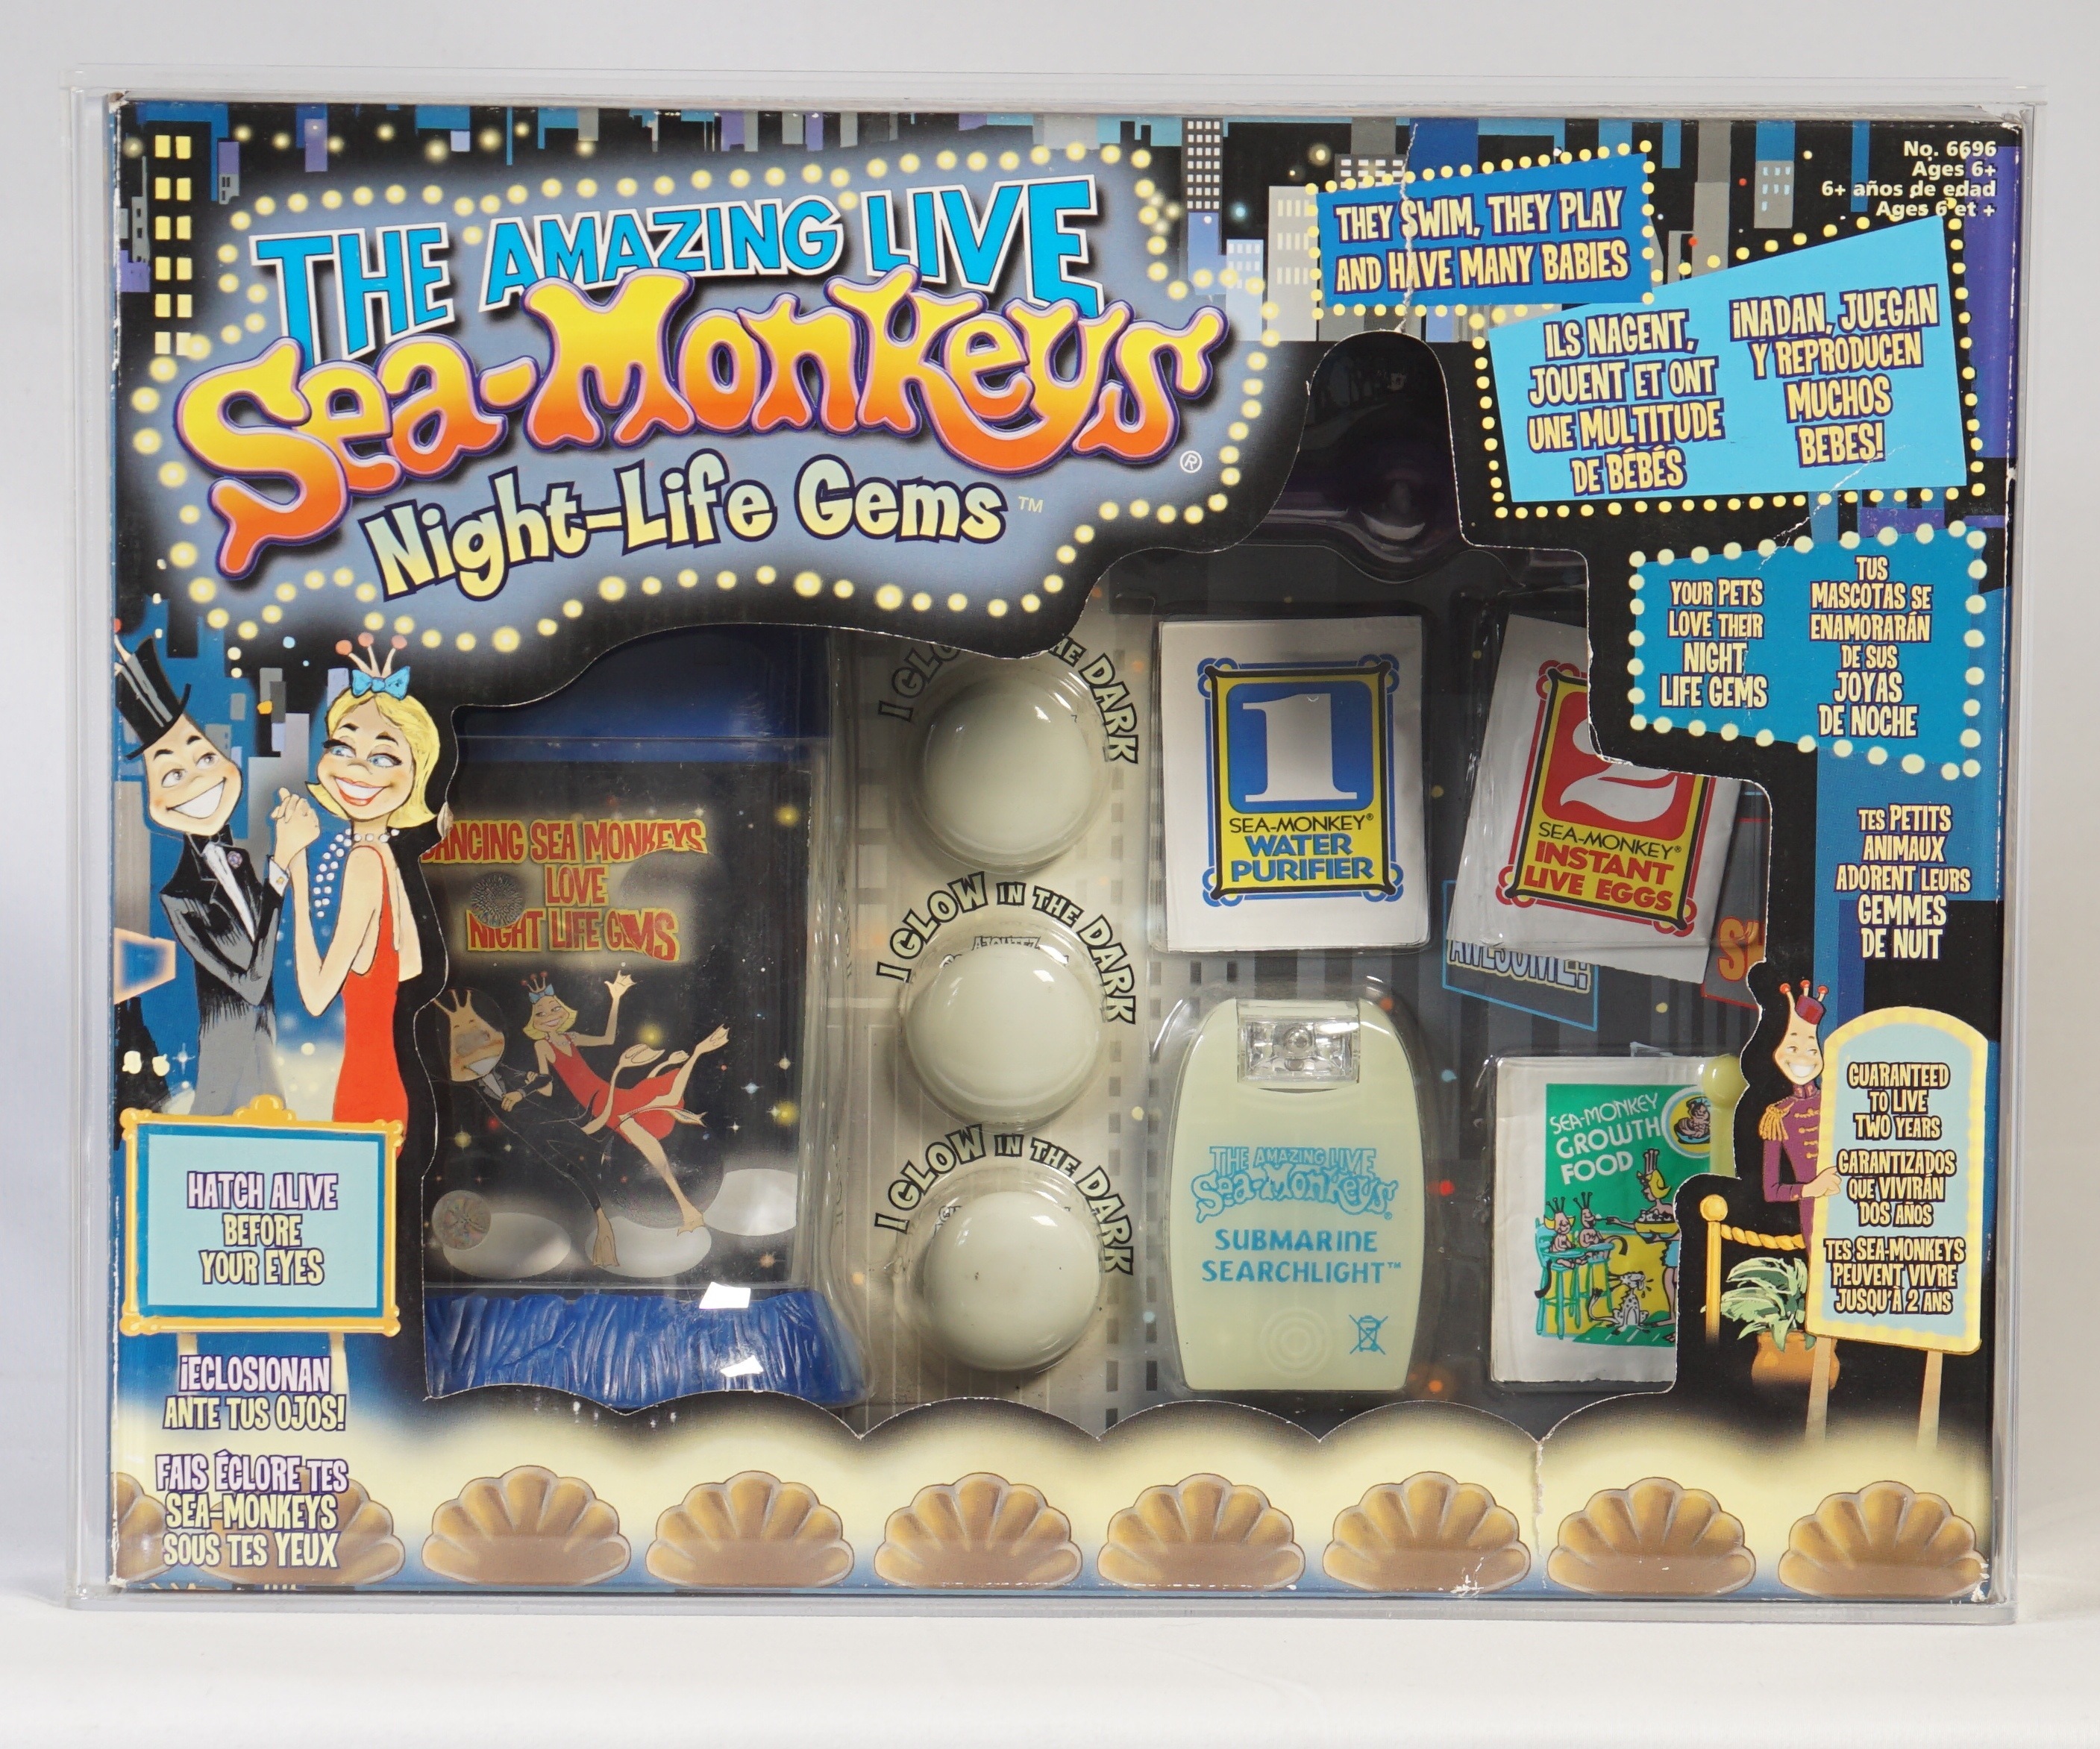 THE AMAZING LIVE
Sea-Monkeys®
Night-Life Gems™
No. 6696
Ages 6+
6+ años de edad
Ages 6 et +
THEY SWIM, THEY PLAY
AND HAVE MANY BABIES
ILS NAGENT,
JOUENT ET ONT
UNE MULTITUDE
DE BÉBÉS
¡NADAN, JUEGAN
Y REPRODUCEN
MUCHOS
BEBES!
YOUR PETS
LOVE THEIR
NIGHT
LIFE GEMS
TUS
MASCOTAS SE
ENAMORARÁN
DE SUS
JOYAS
DE NOCHE
TES PETITS
ANIMAUX
ADORENT LEURS
GEMMES
DE NUIT
GUARANTEED
TO LIVE
TWO YEARS
GARANTIZADOS
QUE VIVIRÁN
DOS AÑOS
TES SEA-MONKEYS
PEUVENT VIVRE
JUSQU'À 2 ANS
HATCH ALIVE
BEFORE
YOUR EYES
¡ECLOSIONAN
ANTE TUS OJOS!
FAIS ÉCLORE TES
SEA-MONKEYS
SOUS TES YEUX
DANCING SEA MONKEYS
LOVE
NIGHT LIFE GEMS
I GLO THE DARK
I GLOW IN THE DARK
I GLOW IN THE DARK
1
SEA-MONKEY®
WATER
PURIFIER
2
SEA-MONKEY®
INSTANT
LIVE EGGS
AWESOME!
THE AMAZING LIVE
Sea-Monkeys®
SUBMARINE
SEARCHLIGHT™
SEA-MONKEY
GROWTH
FOOD